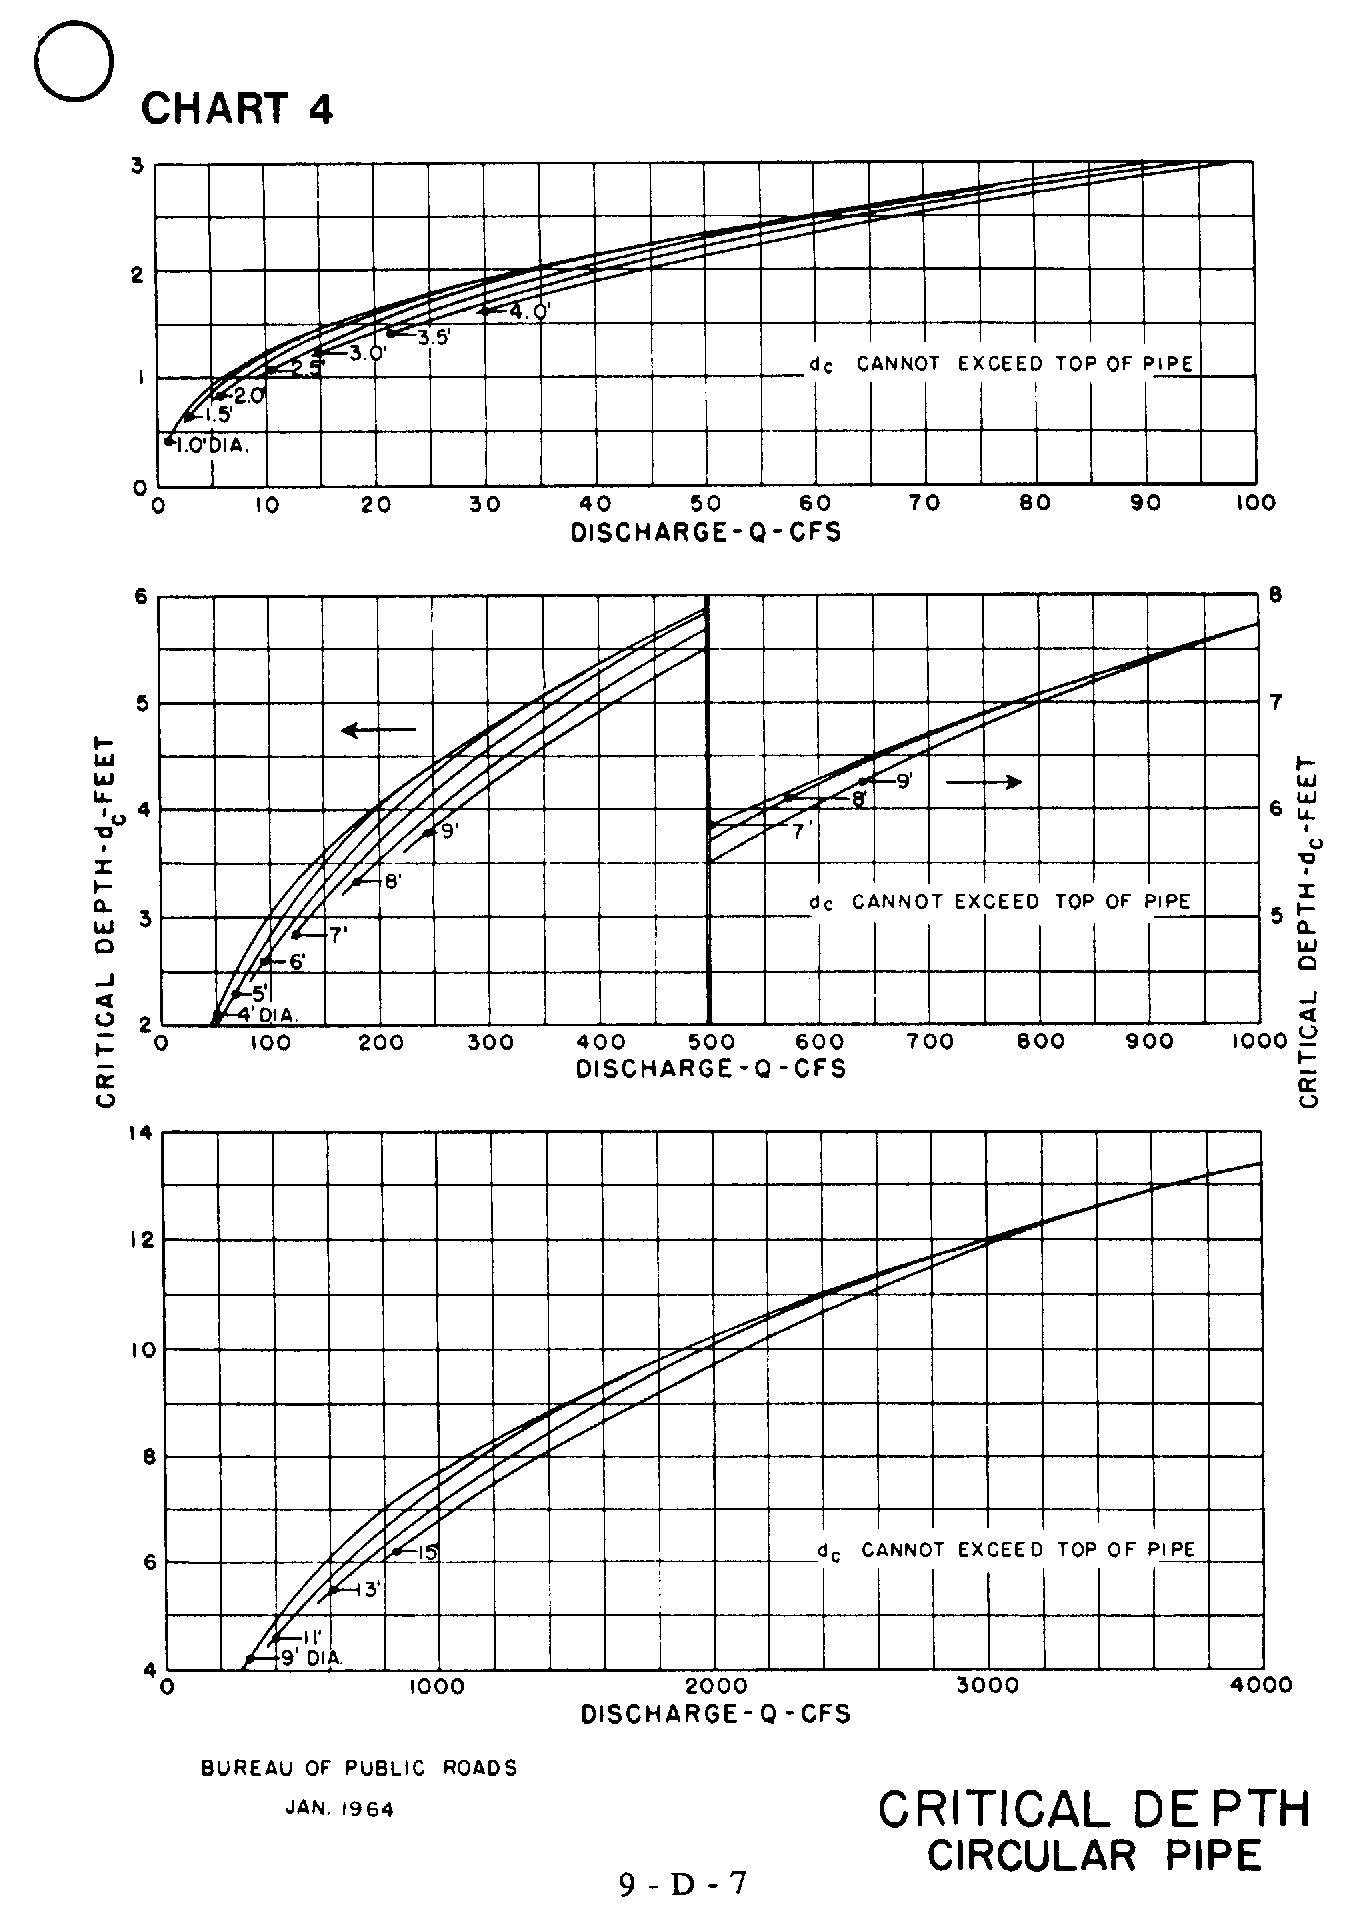 CHART 4
3
2
1
0
4.0'
3.5'
3.0'
2.5'
2.0'
1.5'
1.0' DIA.
dc CANNOT EXCEED TOP OF PIPE
0 10 20 30 40 50 60 70 80 90 100
DISCHARGE-Q-CFS
6
5
4
3
2
8
7
6
5
9'
8'
7'
6'
5'
4' DIA.
9'
8'
7'
dc CANNOT EXCEED TOP OF PIPE
0 100 200 300 400 500 600 700 800 900 1000
DISCHARGE-Q-CFS
CRITICAL DEPTH-dc-FEET
CRITICAL DEPTH-dc-FEET
14
12
10
8
6
4
15'
13'
11'
9' DIA.
dc CANNOT EXCEED TOP OF PIPE
0 1000 2000 3000 4000
DISCHARGE-Q-CFS
BUREAU OF PUBLIC ROADS
JAN. 1964
CRITICAL DEPTH
CIRCULAR PIPE
9 - D - 7